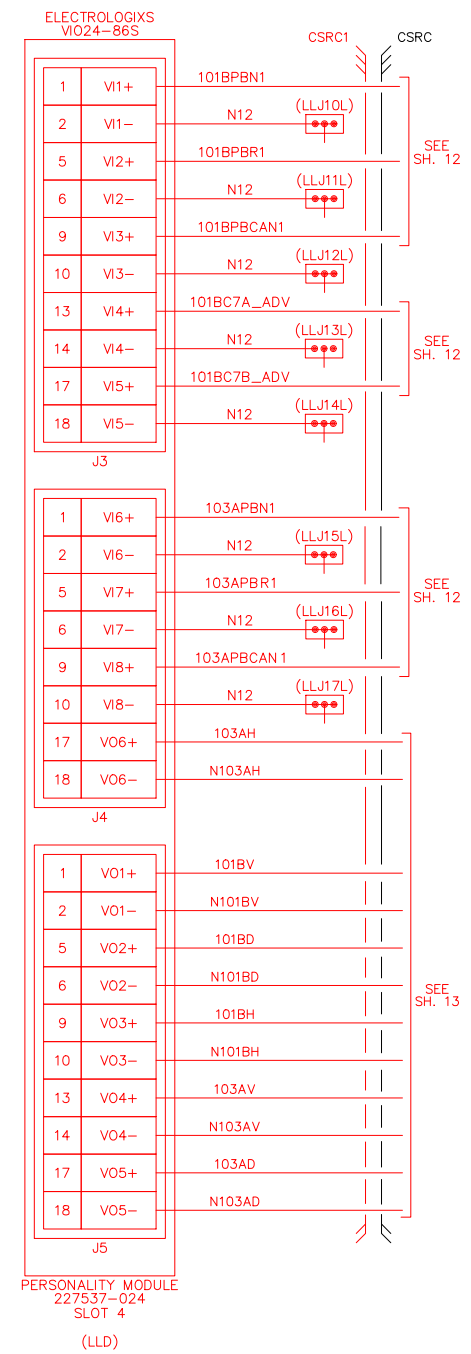 ELECTROLOGIXS
VIO24-86S
CSRC1
CSRC
1 VI1+ 101BPBN1
2 VI1- N12 (LLJ10L)
5 VI2+ 101BPBR1
6 VI2- N12 (LLJ11L)
9 VI3+ 101BPBCAN1
10 VI3- N12 (LLJ12L)
SEE
SH. 12
13 VI4+ 101BC7A_ADV
14 VI4- N12 (LLJ13L)
17 VI5+ 101BC7B_ADV
18 VI5- N12 (LLJ14L)
SEE
SH. 12
J3
1 VI6+ 103APBN1
2 VI6- N12 (LLJ15L)
5 VI7+ 103APBR1
6 VI7- N12 (LLJ16L)
9 VI8+ 103APBCAN1
10 VI8- N12 (LLJ17L)
SEE
SH. 12
17 VO6+ 103AH
18 VO6- N103AH
J4
1 VO1+ 101BV
2 VO1- N101BV
5 VO2+ 101BD
6 VO2- N101BD
9 VO3+ 101BH
10 VO3- N101BH
13 VO4+ 103AV
14 VO4- N103AV
17 VO5+ 103AD
18 VO5- N103AD
SEE
SH. 13
J5
PERSONALITY MODULE
227537-024
SLOT 4
(LLD)